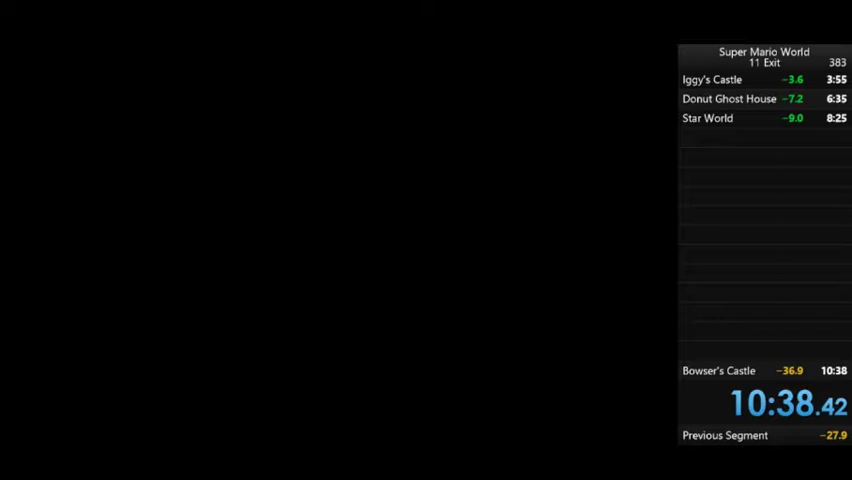 Super Mario World
11 Exit 383
Iggy's Castle -3.6 3:55
Donut Ghost House -7.2 6:35
Star World -9.0 8:25
Bowser's Castle -36.9 10:38
10:38.42
Previous Segment -27.9